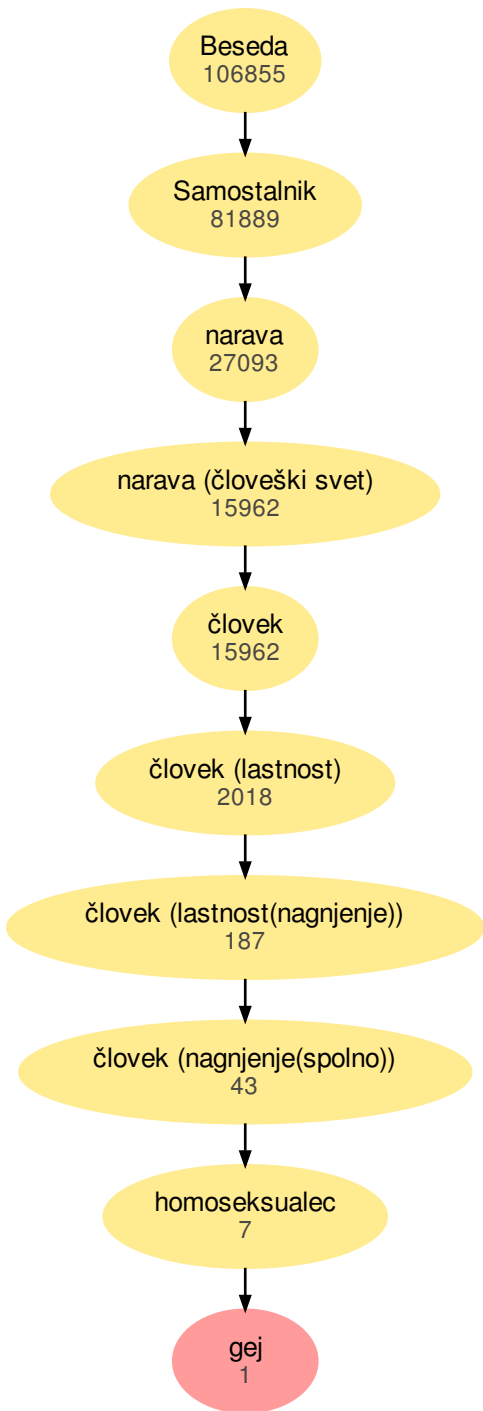 Beseda
106855
Samostalnik
81889
narava
27093
narava (človeški svet)
15962
človek
15962
človek (lastnost)
2018
človek (lastnost(nagnjenje))
187
človek (nagnjenje(spolno))
43
homoseksualec
7
gej
1